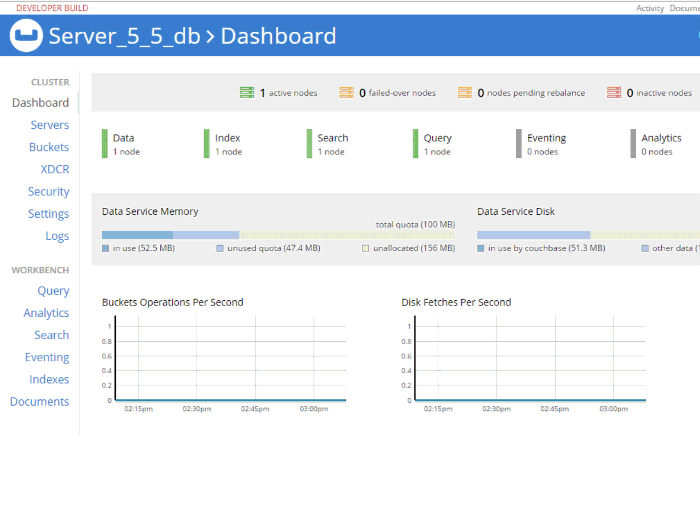 DEVELOPER BUILD
Activity
Server_5_5_db > Dashboard
CLUSTER
Dashboard
Servers
Buckets
XDCR
Security
Settings
Logs
WORKBENCH
Query
Analytics
Search
Eventing
Indexes
Documents
1 active nodes
0 failed-over nodes
0 nodes pending rebalance
0 inactive nodes
Data
1 node
Index
1 node
Search
1 node
Query
1 node
Eventing
0 nodes
Analytics
0 nodes
Data Service Memory
total quota (100 MB)
in use (52.5 MB)
unused quota (47.4 MB)
unallocated (156 MB)
Data Service Disk
in use by couchbase (51.3 MB)
other data
Buckets Operations Per Second
1
0.8
0.6
0.4
0.2
0
02:15pm 02:30pm 02:45pm 03:00pm
Disk Fetches Per Second
1
0.8
0.6
0.4
0.2
0
02:15pm 02:30pm 02:45pm 03:00pm